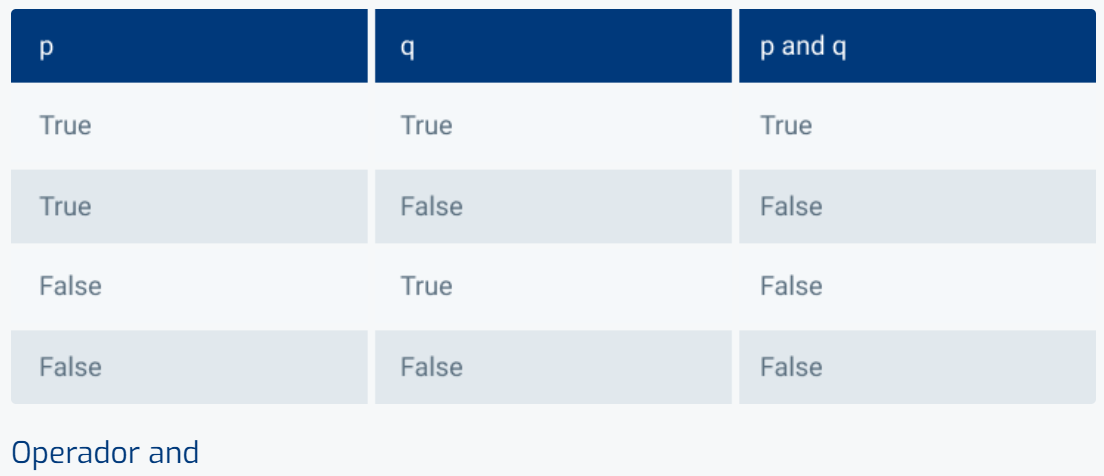 p q p and q
True True True
True False False
False True False
False False False
Operador and